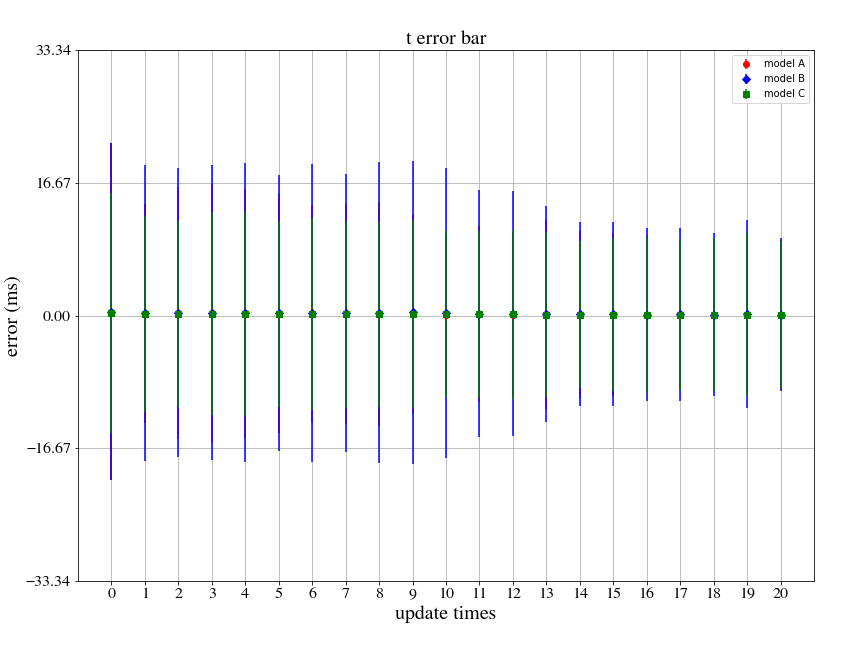 t error bar
33.34
16.67
0.00
−16.67
−33.34
error (ms)
model A
model B
model C
0 1 2 3 4 5 6 7 8 9 10 11 12 13 14 15 16 17 18 19 20
update times